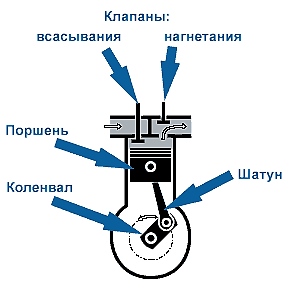 Клапаны:
всасывания нагнетания
Поршень
Шатун
Коленвал